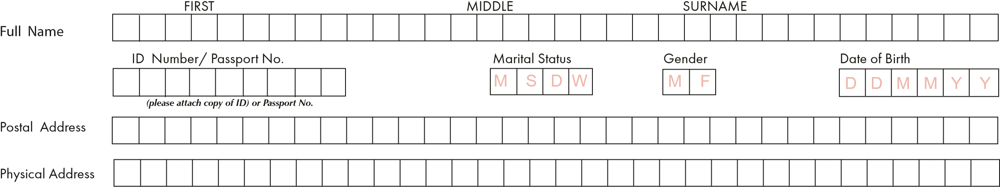 FIRST MIDDLE SURNAME
Full Name
ID Number/ Passport No. Marital Status Gender Date of Birth
M S D W M F D D M M Y Y
(please attach copy of ID) or Passport No.
Postal Address
Physical Address